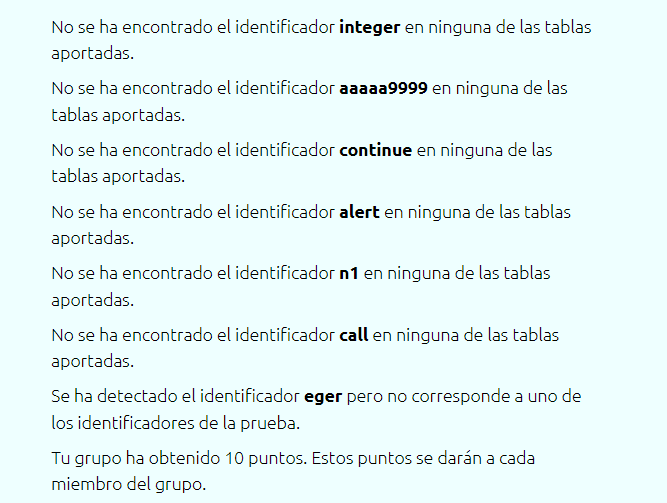 No se ha encontrado el identificador integer en ninguna de las tablas
aportadas.
No se ha encontrado el identificador aaaaa9999 en ninguna de las
tablas aportadas.
No se ha encontrado el identificador continue en ninguna de las
tablas aportadas.
No se ha encontrado el identificador alert en ninguna de las tablas
aportadas.
No se ha encontrado el identificador n1 en ninguna de las tablas
aportadas.
No se ha encontrado el identificador call en ninguna de las tablas
aportadas.
Se ha detectado el identificador eger pero no corresponde a uno de
los identificadores de la prueba.
Tu grupo ha obtenido 10 puntos. Estos puntos se darán a cada
miembro del grupo.